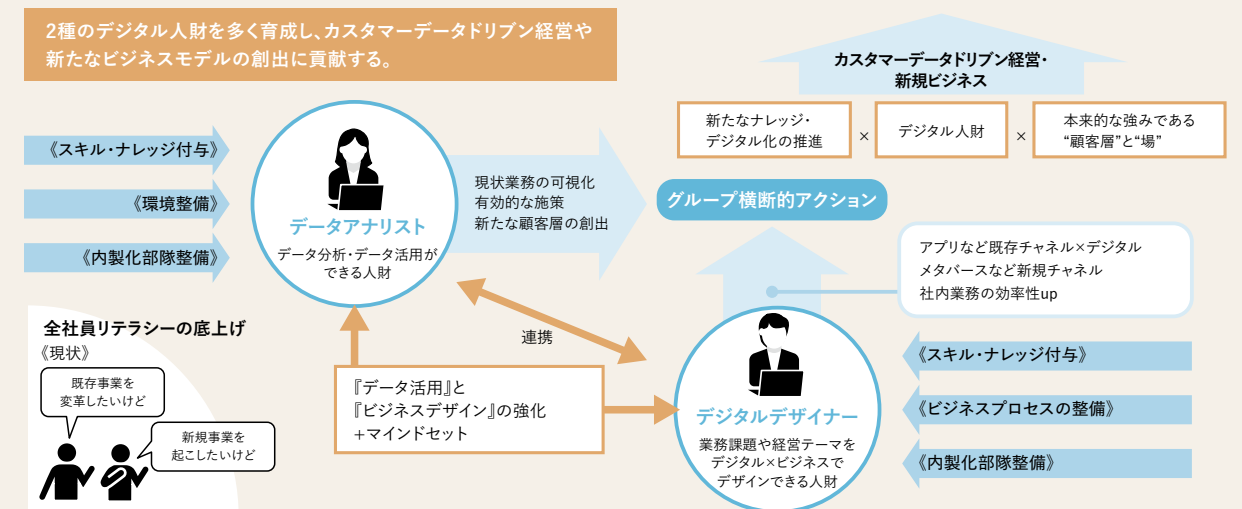 2種のデジタル人財を多く育成し、カスタマーデータドリブン経営や
新たなビジネスモデルの創出に貢献する。
カスタマーデータドリブン経営・
新規ビジネス
新たなナレッジ・
デジタル化の推進
×
デジタル人財
×
本来的な強みである
“顧客層”と“場”
《スキル・ナレッジ付与》
《環境整備》
《内製化部隊整備》
データアナリスト
データ分析・データ活用が
できる人財
現状業務の可視化
有効的な施策
新たな顧客層の創出
グループ横断的アクション
アプリなど既存チャネル×デジタル
メタバースなど新規チャネル
社内業務の効率性up
全社員リテラシーの底上げ
《現状》
既存事業を
変革したいけど
新規事業を
起こしたいけど
連携
『データ活用』と
『ビジネスデザイン』の強化
+マインドセット
デジタルデザイナー
業務課題や経営テーマを
デジタル×ビジネスで
デザインできる人財
《スキル・ナレッジ付与》
《ビジネスプロセスの整備》
《内製化部隊整備》